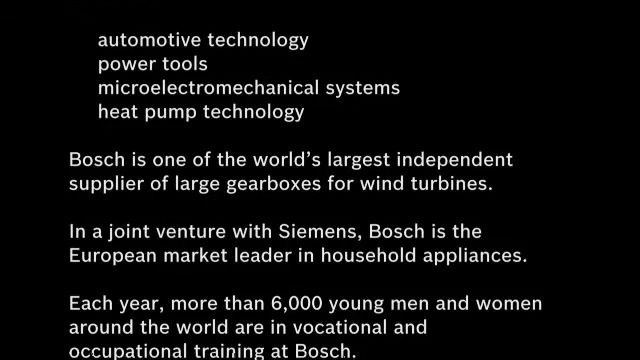 automotive technology
power tools
microelectromechanical systems
heat pump technology
Bosch is one of the world's largest independent
supplier of large gearboxes for wind turbines.
In a joint venture with Siemens, Bosch is the
European market leader in household appliances.
Each year, more than 6,000 young men and women
around the world are in vocational and
occupational training at Bosch.